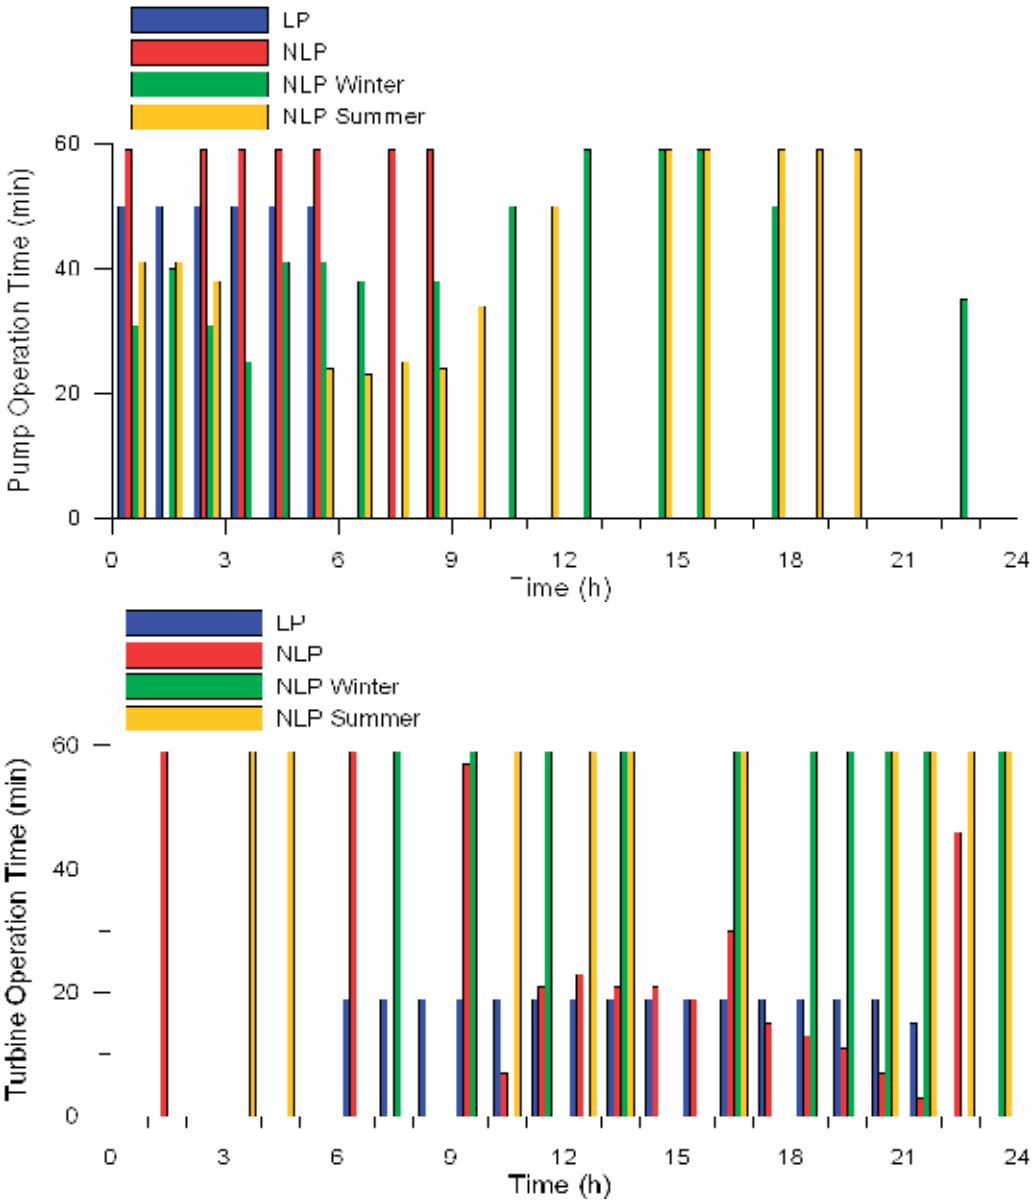 LP
NLP
NLP Winter
NLP Summer
Pump Operation Time (min)
60
40
20
0
0 3 6 9 12 15 18 21 24
Time (h)
LP
NLP
NLP Winter
NLP Summer
Turbine Operation Time (min)
60
40
20
0
0 3 6 9 12 15 18 21 24
Time (h)